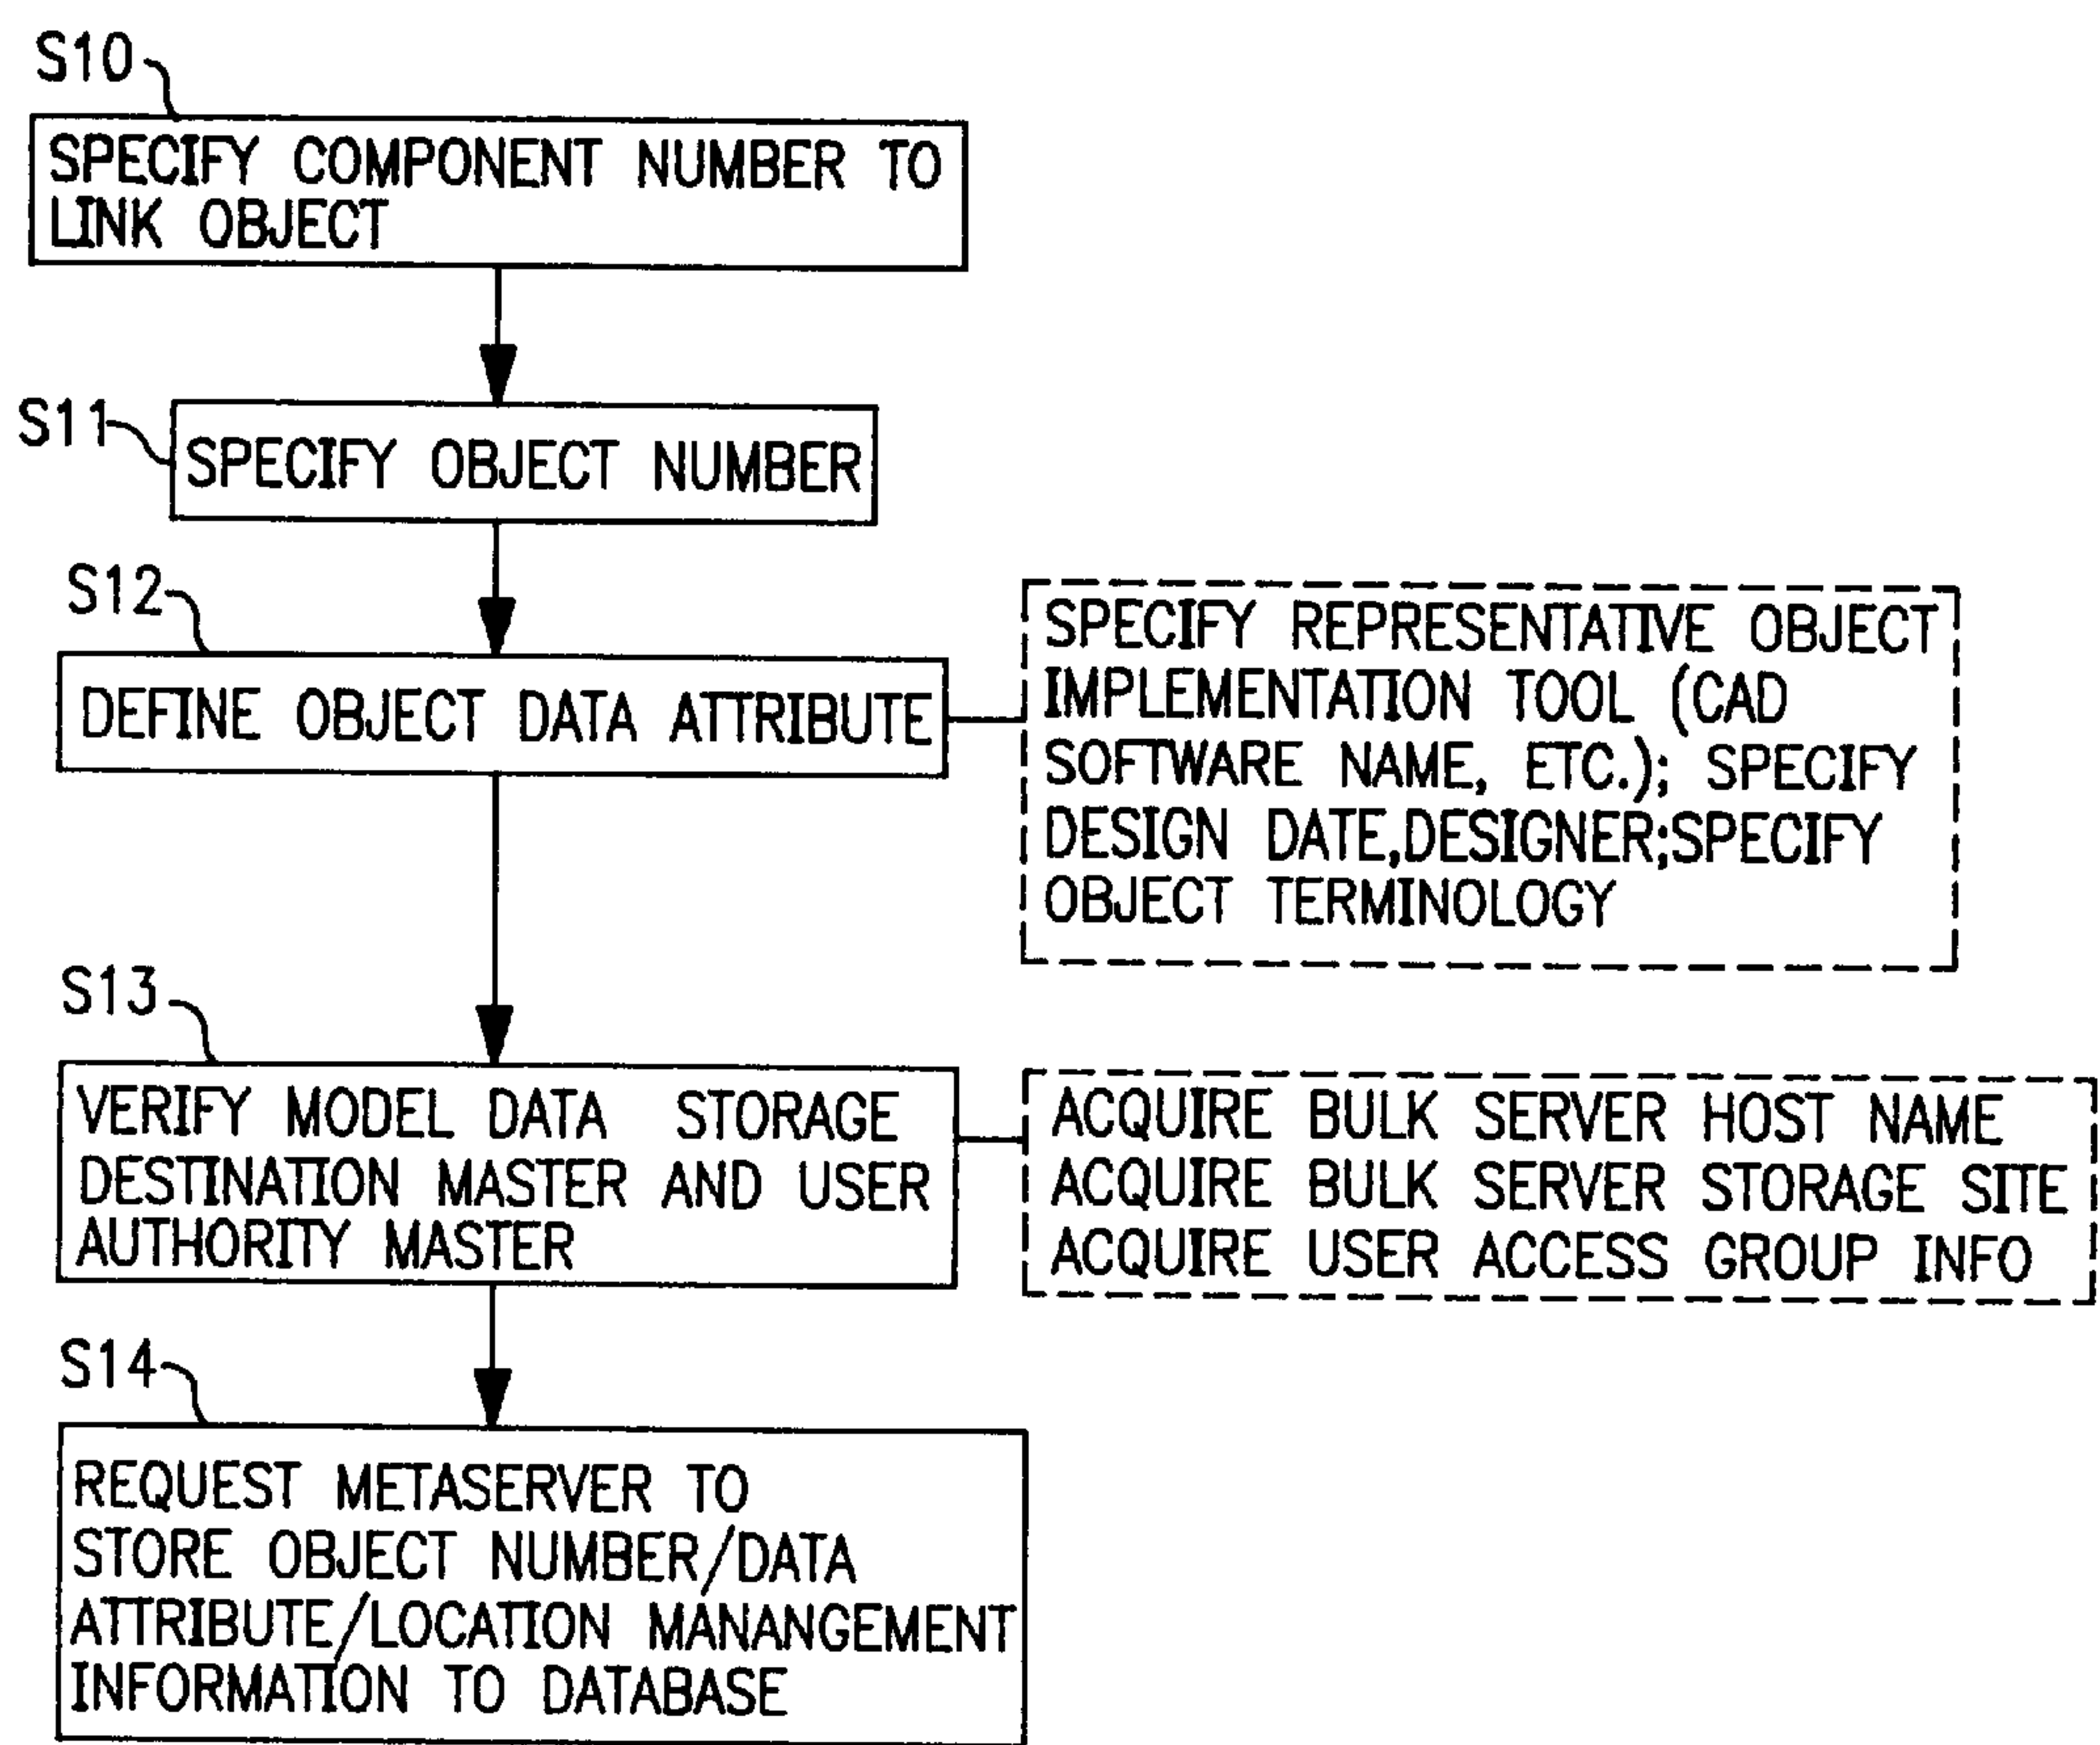 S10
SPECIFY COMPONENT NUMBER TO
LINK OBJECT
S11
SPECIFY OBJECT NUMBER
S12
DEFINE OBJECT DATA ATTRIBUTE
SPECIFY REPRESENTATIVE OBJECT
IMPLEMENTATION TOOL (CAD
SOFTWARE NAME, ETC.); SPECIFY
DESIGN DATE,DESIGNER;SPECIFY
OBJECT TERMINOLOGY
S13
VERIFY MODEL DATA STORAGE
DESTINATION MASTER AND USER
AUTHORITY MASTER
ACQUIRE BULK SERVER HOST NAME
ACQUIRE BULK SERVER STORAGE SITE
ACQUIRE USER ACCESS GROUP INFO
S14
REQUEST METASERVER TO
STORE OBJECT NUMBER/DATA
ATTRIBUTE/LOCATION MANANGEMENT
INFORMATION TO DATABASE